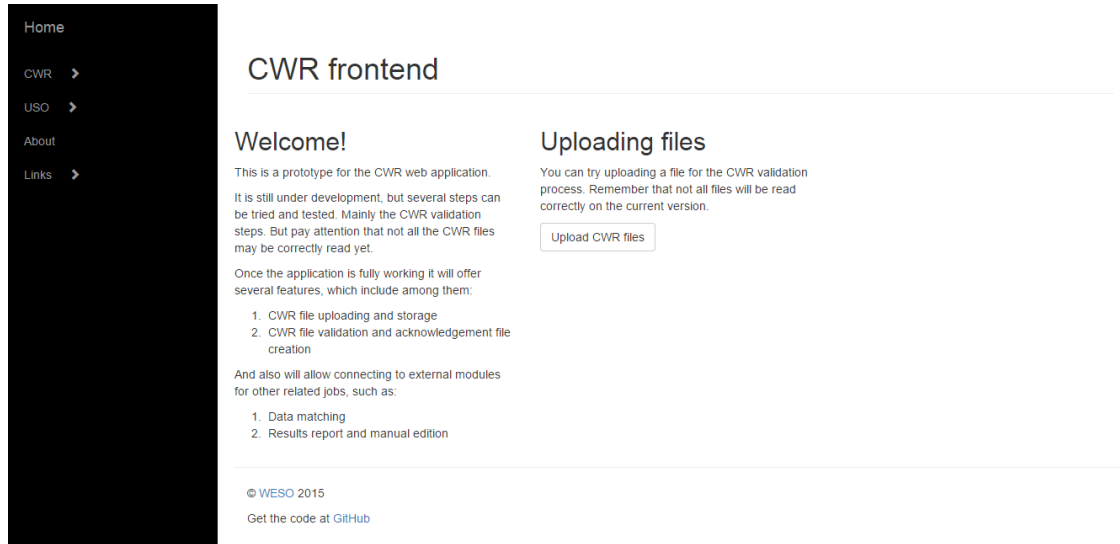 Home
CWR
USO
About
Links
CWR frontend
Welcome!
This is a prototype for the CWR web application.
It is still under development, but several steps can
be tried and tested. Mainly the CWR validation
steps. But pay attention that not all the CWR files
may be correctly read yet.
Once the application is fully working it will offer
several features, which include among them:
1. CWR file uploading and storage
2. CWR file validation and acknowledgement file
creation
And also will allow connecting to external modules
for other related jobs, such as:
1. Data matching
2. Results report and manual edition
Uploading files
You can try uploading a file for the CWR validation
process. Remember that not all files will be read
correctly on the current version.
Upload CWR files
© WESO 2015
Get the code at GitHub